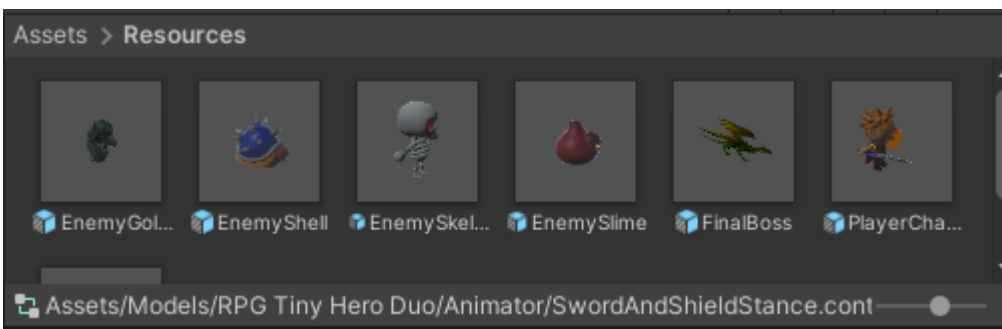 Assets > Resources
EnemyGol... EnemyShell EnemySkel... EnemySlime FinalBoss PlayerCha...
Assets/Models/RPG Tiny Hero Duo/Animator/SwordAndShieldStance.cont